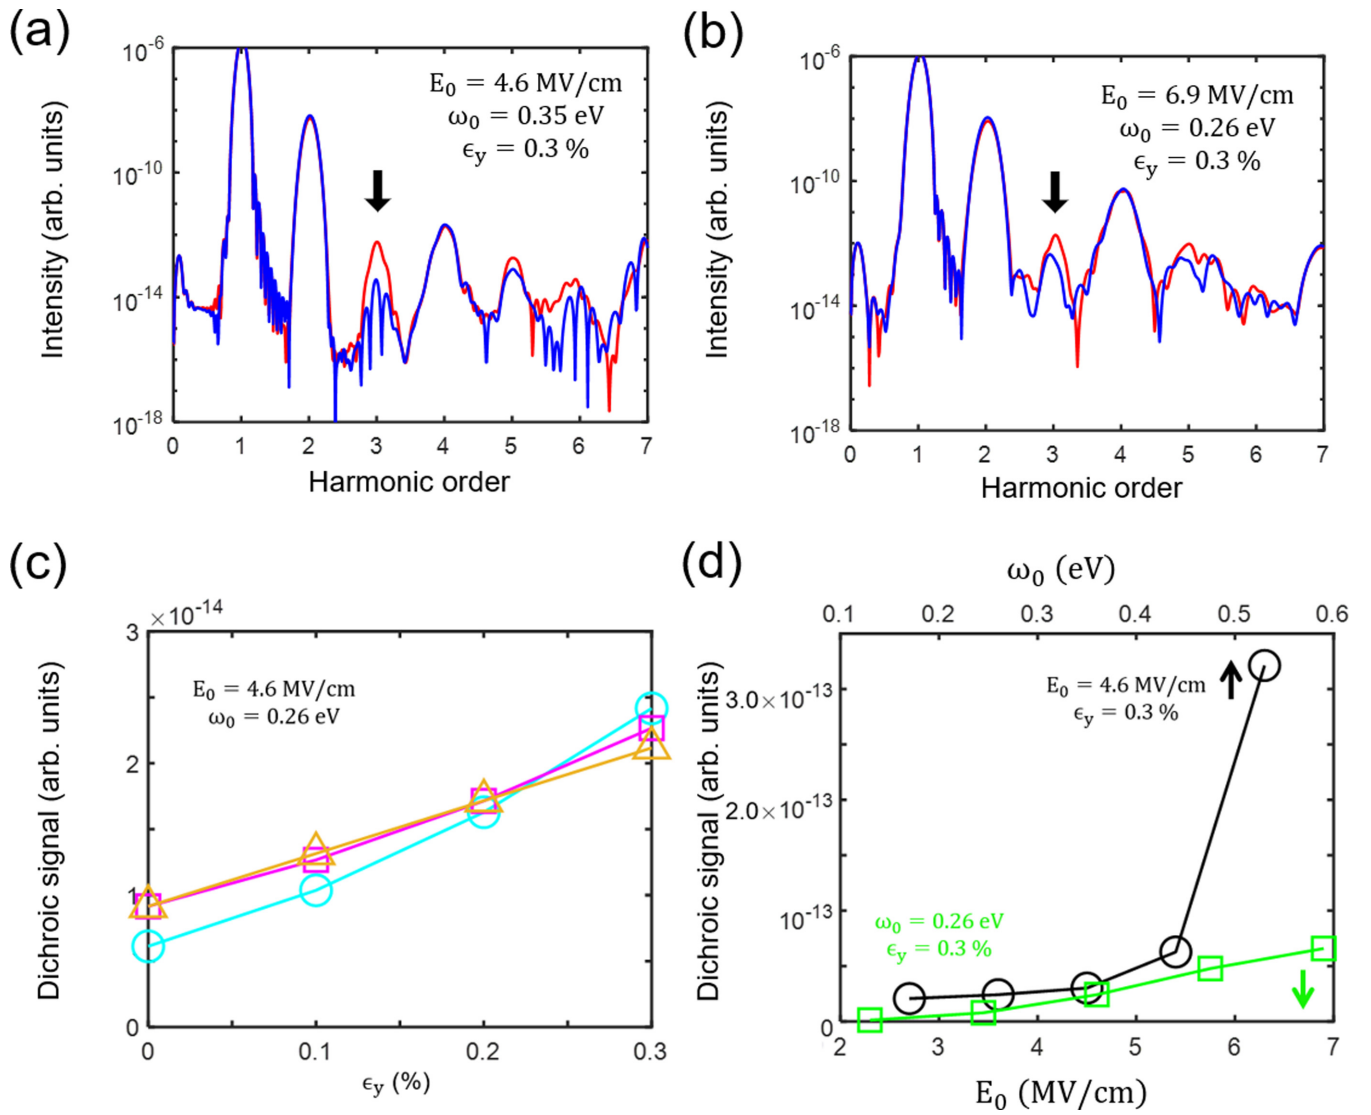 (a)
10⁻⁶
10⁻¹⁰
10⁻¹⁴
10⁻¹⁸
Intensity (arb. units)
E₀ = 4.6 MV/cm
ω₀ = 0.35 eV
ϵ_y = 0.3 %
0 1 2 3 4 5 6 7
Harmonic order
(b)
10⁻⁶
10⁻¹⁰
10⁻¹⁴
10⁻¹⁸
Intensity (arb. units)
E₀ = 6.9 MV/cm
ω₀ = 0.26 eV
ϵ_y = 0.3 %
0 1 2 3 4 5 6 7
Harmonic order
(c)
×10⁻¹⁴
3
2
1
0
Dichroic signal (arb. units)
E₀ = 4.6 MV/cm
ω₀ = 0.26 eV
0 0.1 0.2 0.3
ϵ_y (%)
(d)
ω₀ (eV)
0.1 0.2 0.3 0.4 0.5 0.6
3.0×10⁻¹³
2.0×10⁻¹³
10⁻¹³
0
Dichroic signal (arb. units)
E₀ = 4.6 MV/cm
ϵ_y = 0.3 %
ω₀ = 0.26 eV
ϵ_y = 0.3 %
2 3 4 5 6 7
E₀ (MV/cm)